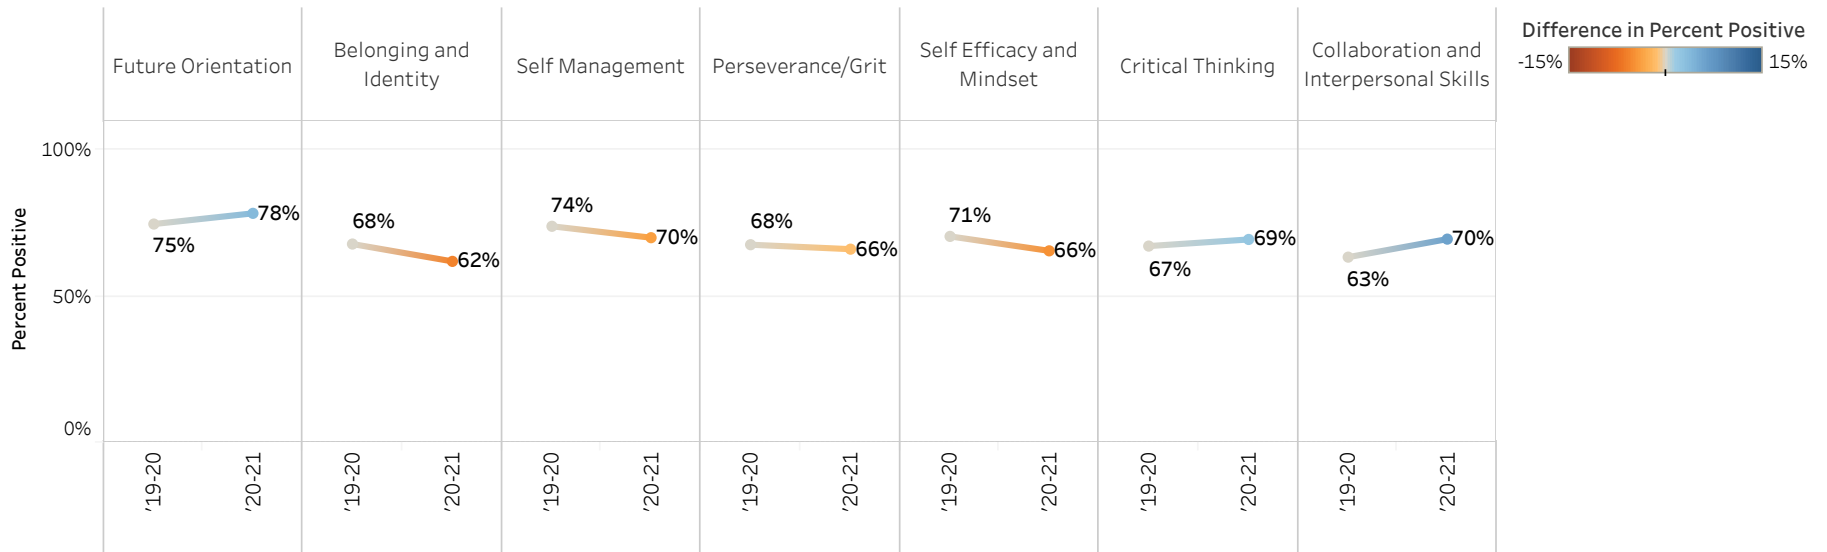 Future Orientation
Belonging and
Identity
Self Management
Perseverance/Grit
Self Efficacy and
Mindset
Critical Thinking
Collaboration and
Interpersonal Skills
Difference in Percent Positive
-15%
15%
Percent Positive
100%
50%
0%
75%
78%
68%
62%
74%
70%
68%
66%
71%
66%
67%
69%
63%
70%
'19-20
'20-21
'19-20
'20-21
'19-20
'20-21
'19-20
'20-21
'19-20
'20-21
'19-20
'20-21
'19-20
'20-21